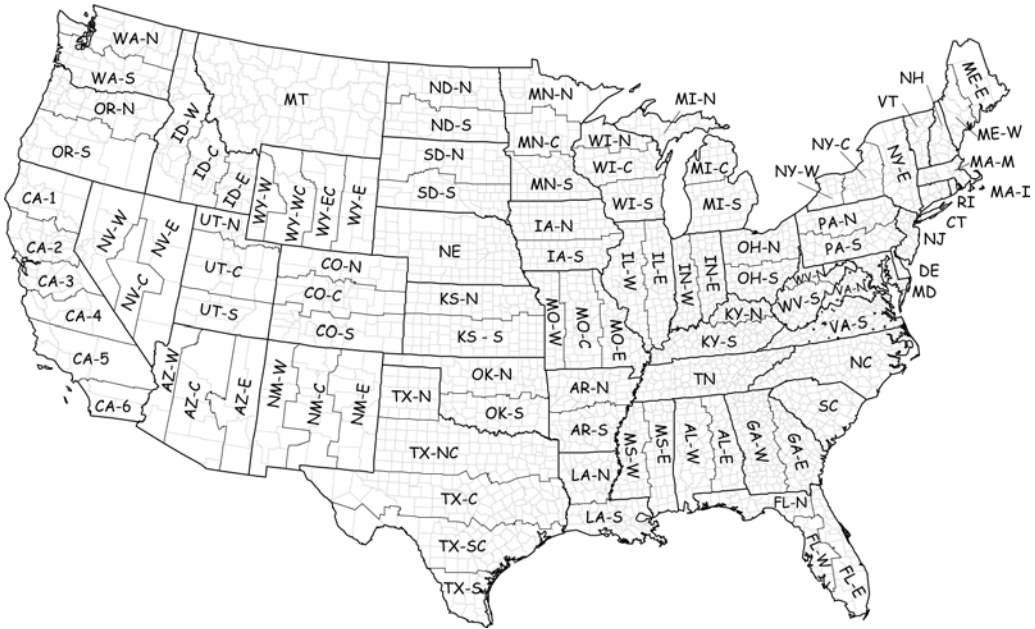 WA-N
WA-S
OR-N
OR-S
ID-W
ID-C
ID-E
MT
WY-W
WY-WC
WY-EC
WY-E
ND-N
ND-S
SD-N
SD-S
NE
KS-N
KS - S
MN-N
MN-C
MN-S
IA-N
IA-S
WI-N
WI-C
WI-S
MI-N
MI-C
MI-S
CA-1
CA-2
CA-3
CA-4
CA-5
CA-6
NV-W
NV-E
NV-C
UT-N
UT-C
UT-S
CO-N
CO-C
CO-S
AZ-W
AZ-C
AZ-E
NM-W
NM-C
NM-E
TX-N
TX-NC
TX-C
TX-SC
TX-S
OK-N
OK-S
MO-W
MO-C
MO-E
AR-N
AR-S
LA-N
LA-S
IL-W
IL-E
IN-W
IN-E
OH-N
OH-S
KY-N
KY-S
TN
MS-W
MS-E
AL-W
AL-E
GA-W
GA-E
FL-N
FL-W
FL-E
SC
NC
VA-S
VA-N
WV-N
WV-S
PA-N
PA-S
NY-W
NY-C
NY-E
VT
NH
ME-E
ME-W
MA-M
MA-I
RI
CT
NJ
DE
MD